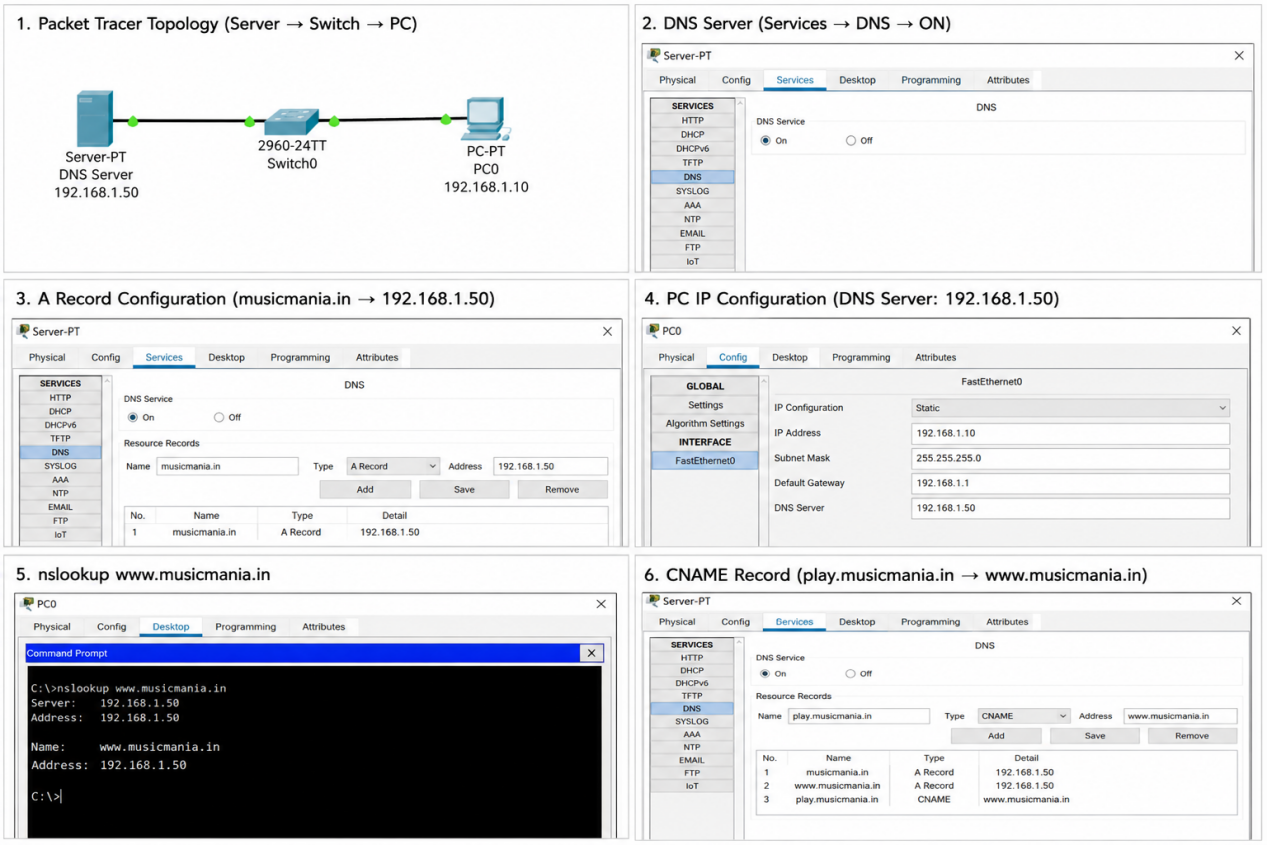 1. Packet Tracer Topology (Server → Switch → PC)
Server-PT
DNS Server
192.168.1.50
2960-24TT
Switch0
PC-PT
PC0
192.168.1.10
2. DNS Server (Services → DNS → ON)
Server-PT
Physical Config Services Desktop Programming Attributes
SERVICES
HTTP
DHCP
DHCPv6
TFTP
DNS
SYSLOG
AAA
NTP
EMAIL
FTP
IoT
DNS
DNS Service
On Off
3. A Record Configuration (musicmania.in → 192.168.1.50)
Server-PT
Physical Config Services Desktop Programming Attributes
SERVICES
HTTP
DHCP
DHCPv6
TFTP
DNS
SYSLOG
AAA
NTP
EMAIL
FTP
IoT
DNS
DNS Service
On Off
Resource Records
Name musicmania.in Type A Record Address 192.168.1.50
Add Save Remove
No. Name Type Detail
1 musicmania.in A Record 192.168.1.50
4. PC IP Configuration (DNS Server: 192.168.1.50)
PC0
Physical Config Desktop Programming Attributes
GLOBAL
Settings
Algorithm Settings
INTERFACE
FastEthernet0
FastEthernet0
IP Configuration Static
IP Address 192.168.1.10
Subnet Mask 255.255.255.0
Default Gateway 192.168.1.1
DNS Server 192.168.1.50
5. nslookup www.musicmania.in
PC0
Physical Config Desktop Programming Attributes
Command Prompt X
C:\>nslookup www.musicmania.in
Server: 192.168.1.50
Address: 192.168.1.50
Name: www.musicmania.in
Address: 192.168.1.50
C:\>
6. CNAME Record (play.musicmania.in → www.musicmania.in)
Server-PT
Physical Config Bervices Desktop Programming Attributes
SERVICES
HTTP
DHCP
DHCPv6
TFTP
DNS
SYSLOG
AAA
NTP
EMAIL
FTP
IoT
DNS
DNS Service
On Off
Resource Records
Name play.musicmania.in Type CNAME Address www.musicmania.in
Add Save Remove
No. Name Type Detail
1 musicmania.in A Record 192.168.1.50
2 www.musicmania.in A Record 192.168.1.50
3 play.musicmania.in CNAME www.musicmania.in